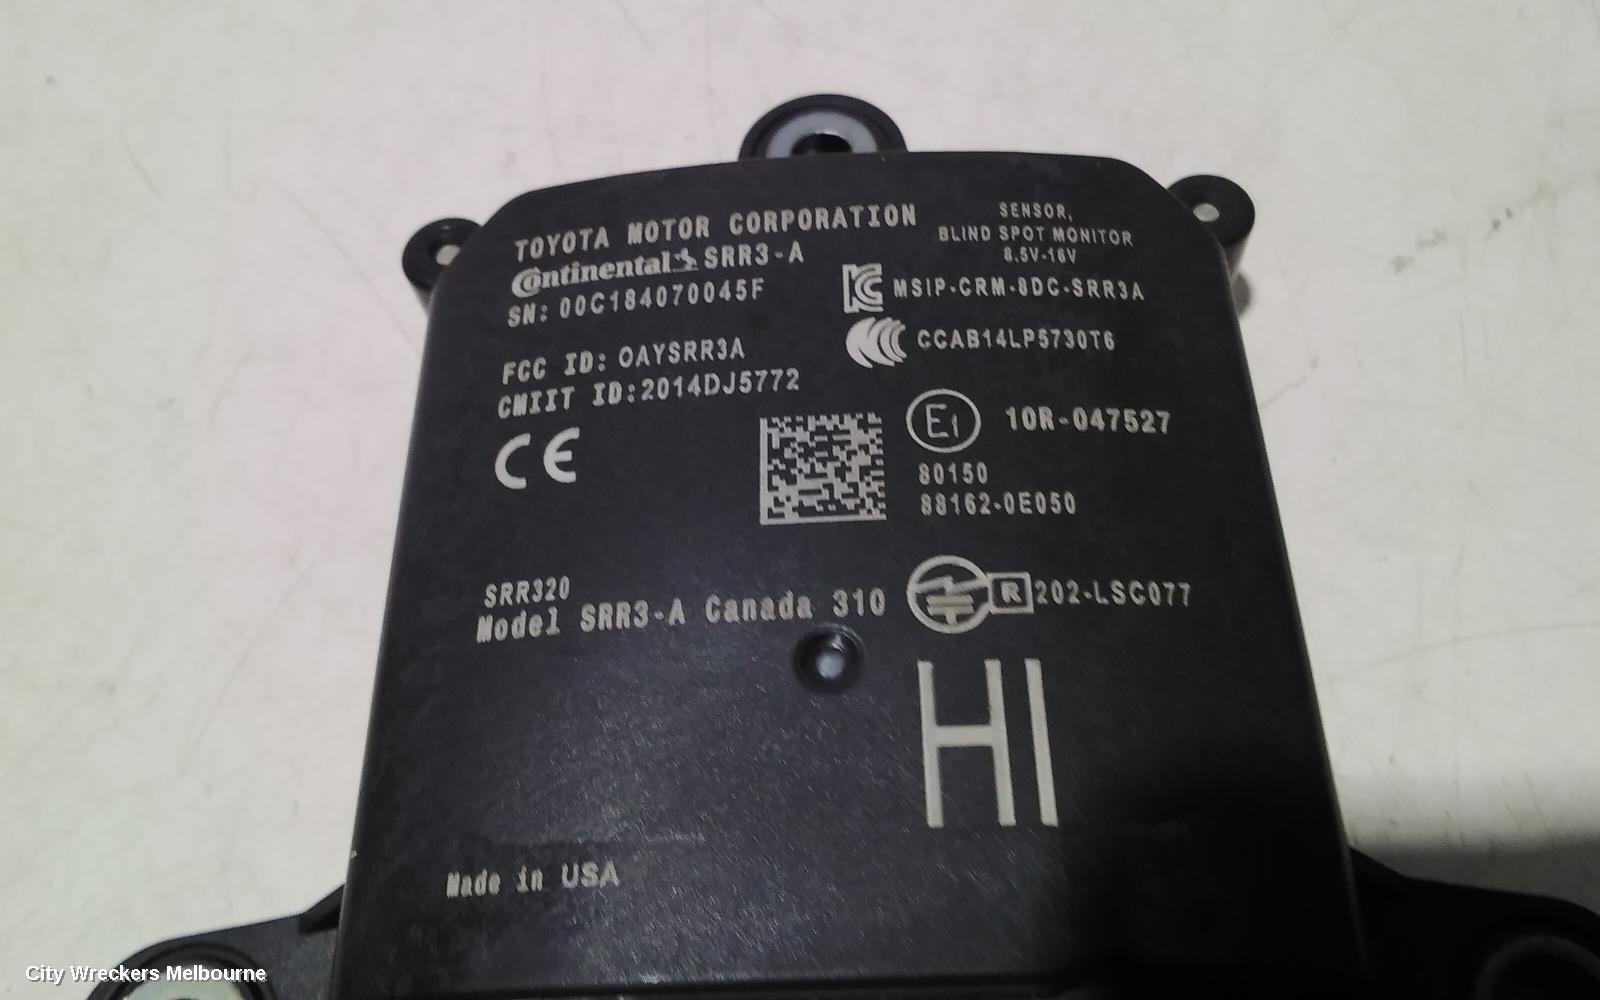 TOYOTA MOTOR CORPORATION
Continental SRR3-A
SN: 00C184070045F
SENSOR,
BLIND SPOT MONITOR
8.5V-16V
MSIP-CRM-8DC-SRR3A
CCAB14LP5730T6
FCC ID: OAYSRR3A
CMIIT ID:2014DJ5772
CE
E1 10R-047527
80150
88162-0E050
SRR320
Model SRR3-A Canada 310
R 202-LSC077
HI
Made in USA
City Wreckers Melbourne